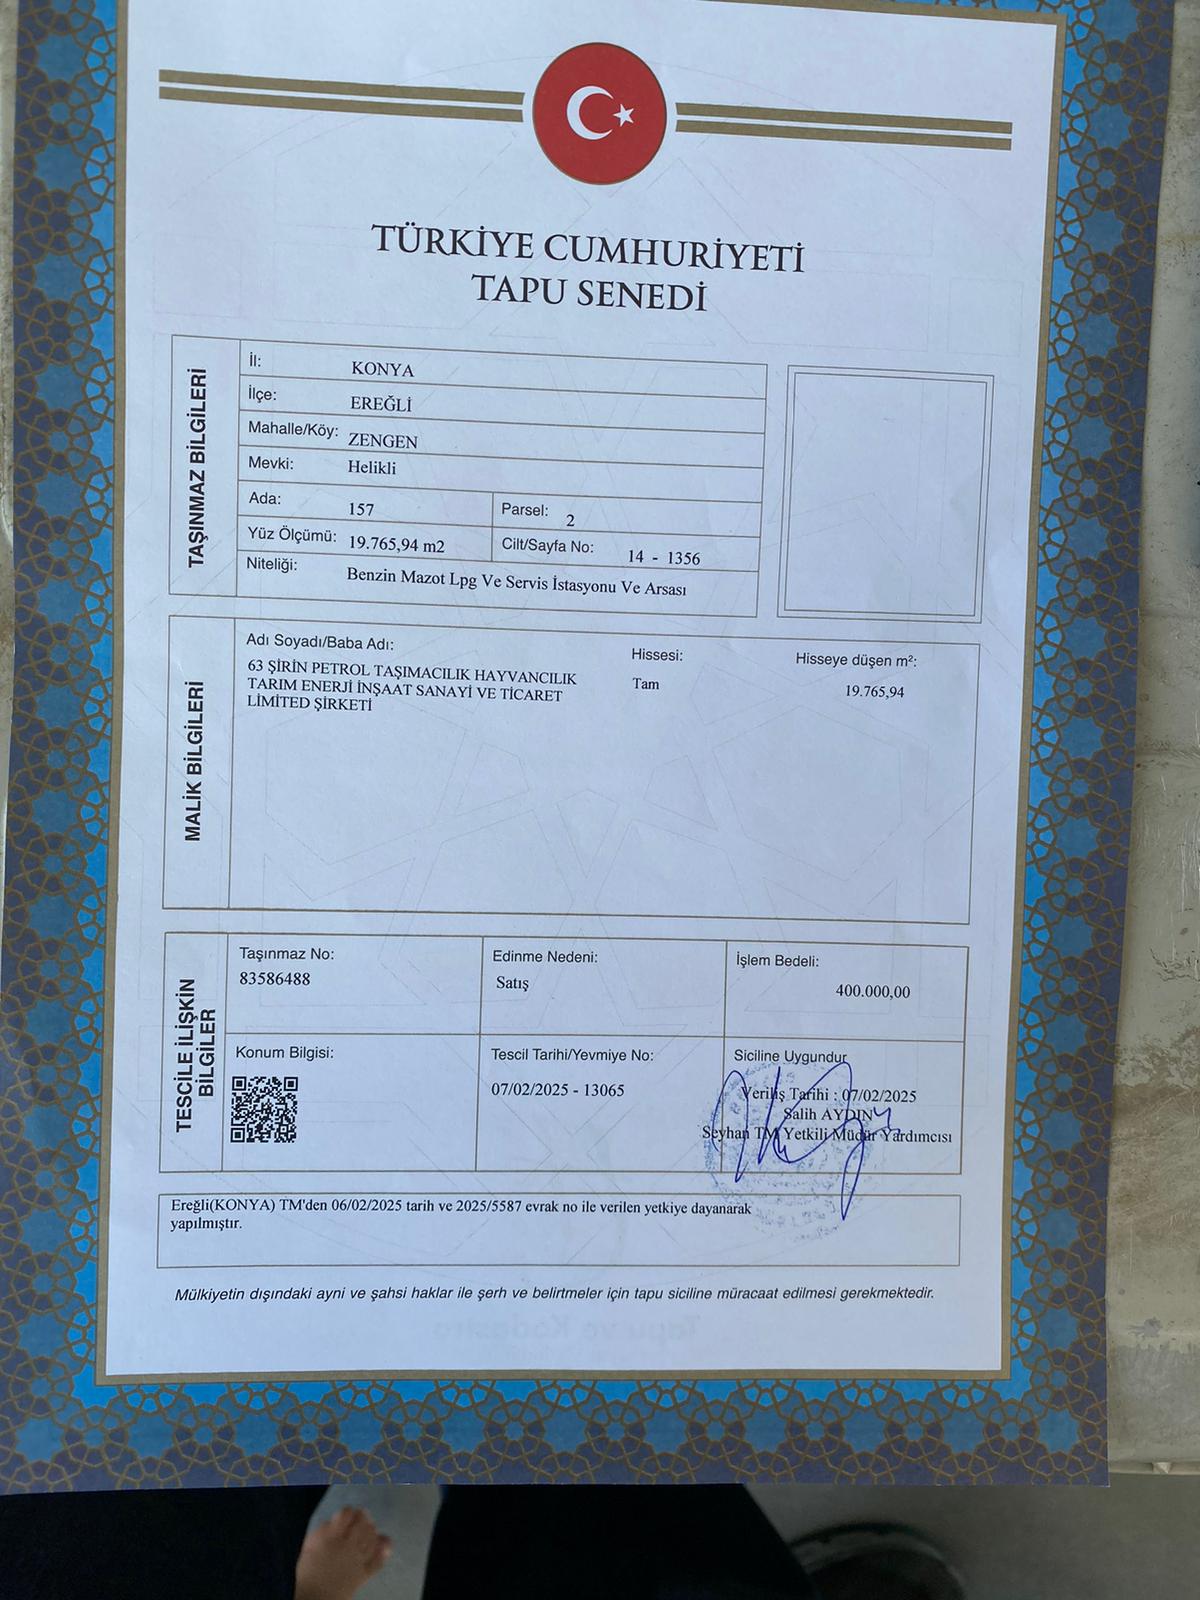 TÜRKİYE CUMHURİYETİ
TAPU SENEDİ
TAŞINMAZ BİLGİLERİ
İl: KONYA
İlçe: EREĞLİ
Mahalle/Köy: ZENGEN
Mevki: Helikli
Ada: 157 Parsel: 2
Yüz Ölçümü: 19.765,94 m2 Cilt/Sayfa No: 14 - 1356
Niteliği: Benzin Mazot Lpg Ve Servis İstasyonu Ve Arsası
MALİK BİLGİLERİ
Adı Soyadı/Baba Adı: Hissesi: Hisseye düşen m²:
63 ŞİRİN PETROL TAŞIMACILIK HAYVANCILIK Tam 19.765,94
TARIM ENERJİ İNŞAAT SANAYİ VE TİCARET
LİMİTED ŞİRKETİ
TESCİLE İLİŞKİN
BİLGİLER
Taşınmaz No: Edinme Nedeni: İşlem Bedeli:
83586488 Satış 400.000,00
Konum Bilgisi: Tescil Tarihi/Yevmiye No: Siciline Uygundur
07/02/2025 - 13065 Veriliş Tarihi : 07/02/2025
Salih AYDIN
Seyhan TM Yetkili Müdür Yardımcısı
Ereğli(KONYA) TM'den 06/02/2025 tarih ve 2025/5587 evrak no ile verilen yetkiye dayanarak
yapılmıştır.
Mülkiyetin dışındaki ayni ve şahsi haklar ile şerh ve belirtmeler için tapu siciline müracaat edilmesi gerekmektedir.